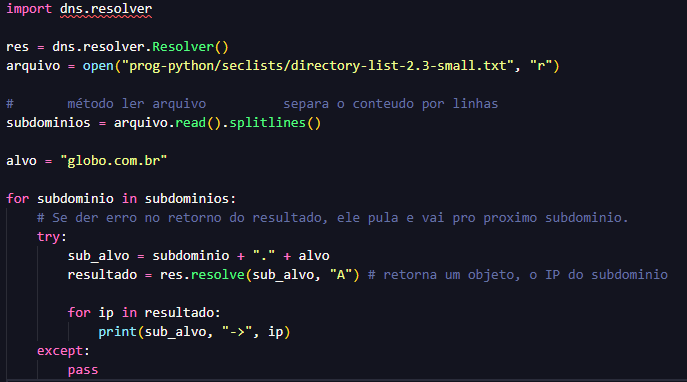 import dns.resolver
res = dns.resolver.Resolver()
arquivo = open("prog-python/seclists/directory-list-2.3-small.txt", "r")
#       método ler arquivo          separa o conteudo por linhas
subdominios = arquivo.read().splitlines()
alvo = "globo.com.br"
for subdominio in subdominios:
    # Se der erro no retorno do resultado, ele pula e vai pro proximo subdominio.
    try:
        sub_alvo = subdominio + "." + alvo
        resultado = res.resolve(sub_alvo, "A") # retorna um objeto, o IP do subdominio
        for ip in resultado:
            print(sub_alvo, "->", ip)
    except:
        pass